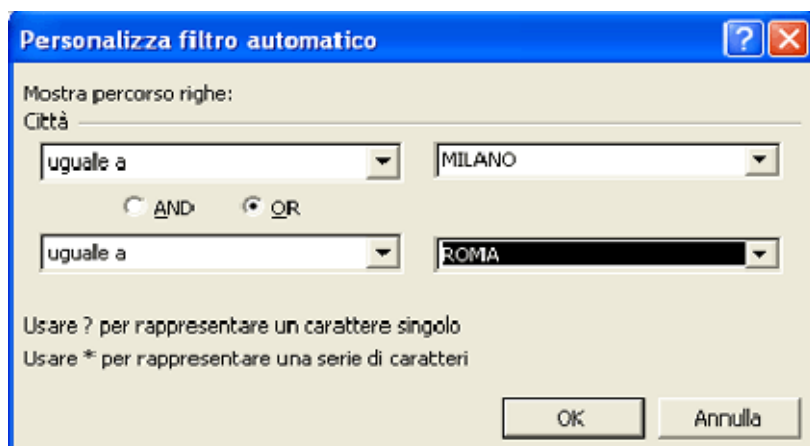 Personalizza filtro automatico
Mostra percorso righe:
Città
uguale a MILANO
AND OR
uguale a ROMA
Usare ? per rappresentare un carattere singolo
Usare * per rappresentare una serie di caratteri
OK Annulla